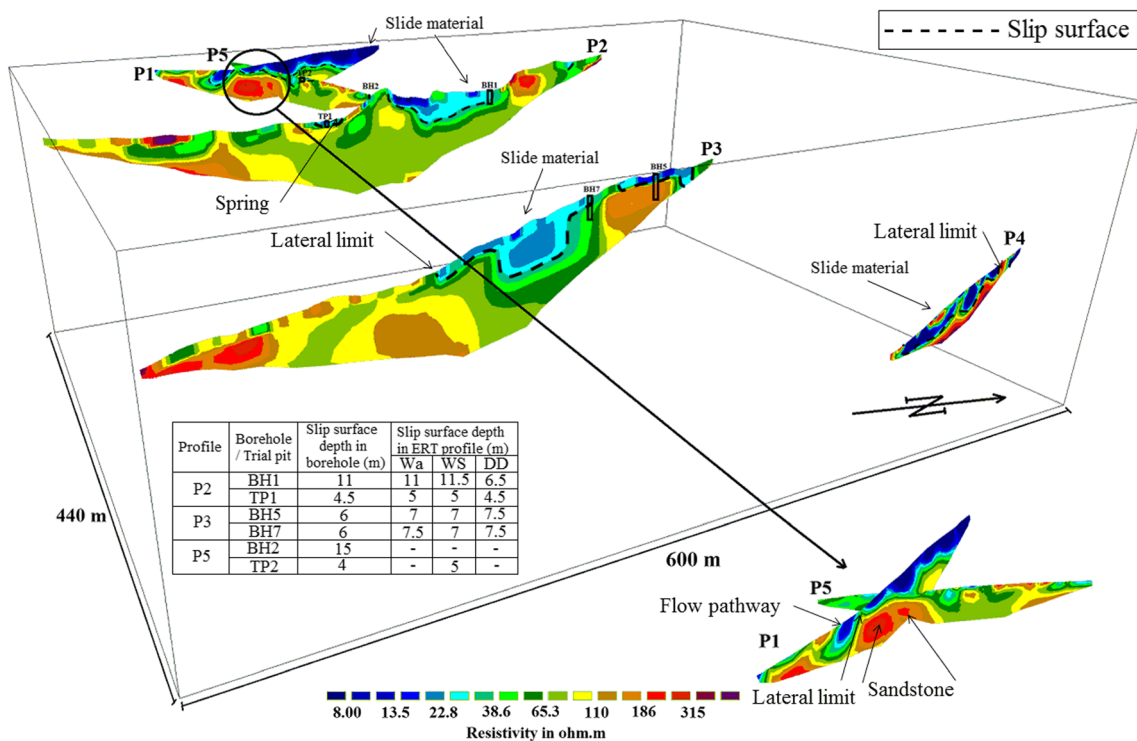 Slide material
Slip surface
P5
P2
P1
Slide material
TP2
BH2
BH1
TP1
P3
BH5
Slide material
BH7
Spring
Lateral limit
Lateral limit
P4
Slide material
N
Profile Borehole / Trial pit Slip surface depth in borehole (m) Slip surface depth in ERT profile (m)
Wa WS DD
P2 BH1 11 11 11.5 6.5
TP1 4.5 5 5 4.5
P3 BH5 6 7 7 7.5
BH7 6 7.5 7 7.5
P5 BH2 15 - - -
TP2 4 - 5 -
440 m
600 m
P5
Flow pathway
P1
Lateral limit
Sandstone
8.00 13.5 22.8 38.6 65.3 110 186 315
Resistivity in ohm.m